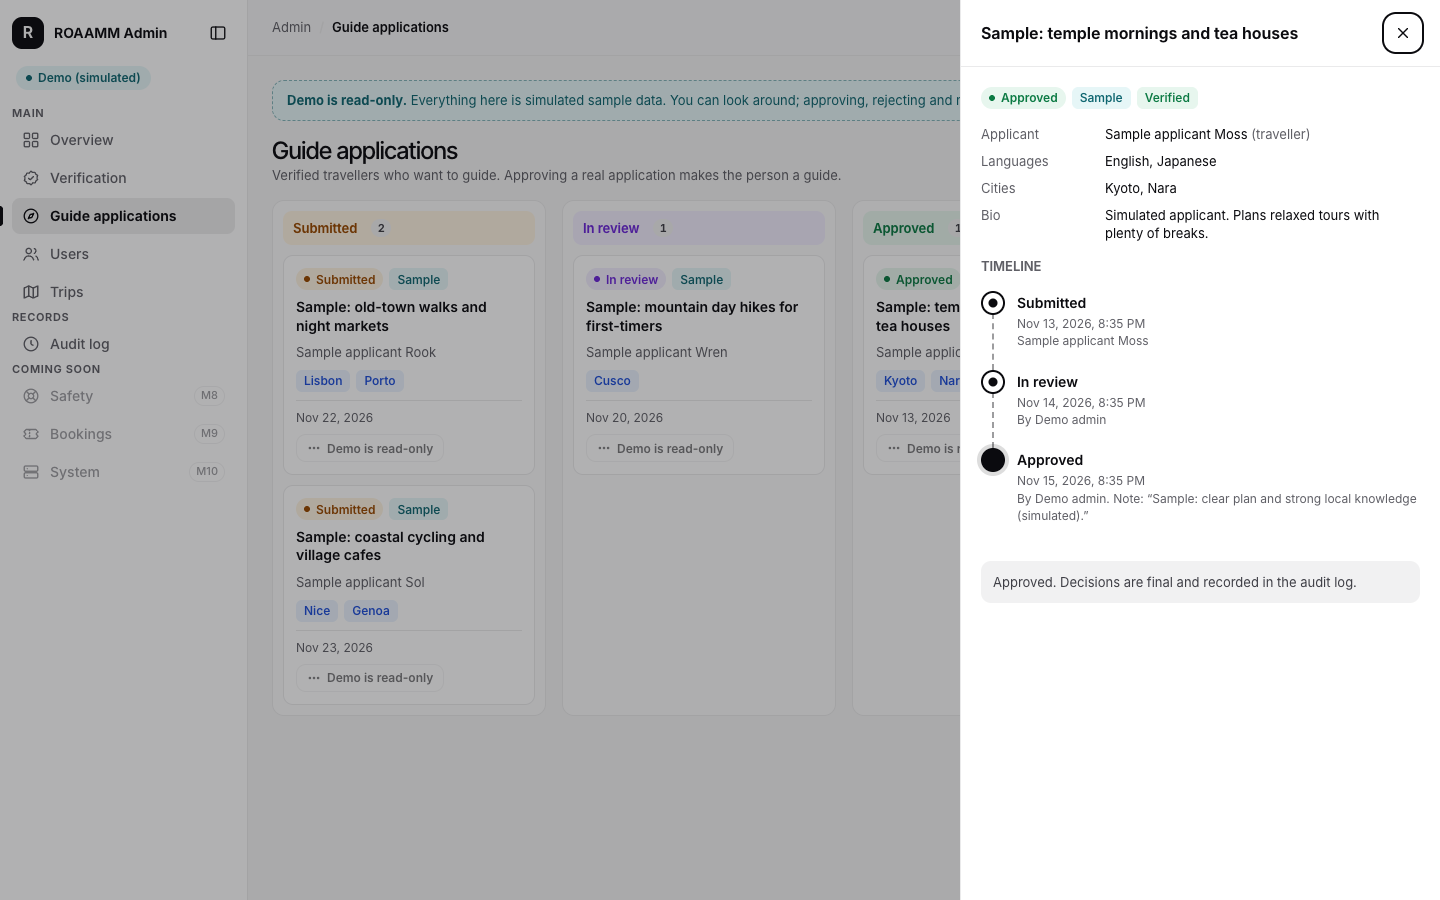 R
ROAAMM Admin
Demo (simulated)
MAIN
Overview
Verification
Guide applications
Users
Trips
RECORDS
Audit log
COMING SOON
Safety M8
Bookings M9
System M10
Admin / Guide applications
Demo is read-only. Everything here is simulated sample data. You can look around; approving, rejecting and
Guide applications
Verified travellers who want to guide. Approving a real application makes the person a guide.
Submitted 2
Submitted Sample
Sample: old-town walks and
night markets
Sample applicant Rook
Lisbon Porto
Nov 22, 2026
Demo is read-only
Submitted Sample
Sample: coastal cycling and
village cafes
Sample applicant Sol
Nice Genoa
Nov 23, 2026
Demo is read-only
In review 1
In review Sample
Sample: mountain day hikes for
first-timers
Sample applicant Wren
Cusco
Nov 20, 2026
Demo is read-only
Approved 1
Approved
Sample: tem
tea houses
Sample applic
Kyoto Nar
Nov 13, 2026
Demo is r
Sample: temple mornings and tea houses
Approved Sample Verified
Applicant Sample applicant Moss (traveller)
Languages English, Japanese
Cities Kyoto, Nara
Bio Simulated applicant. Plans relaxed tours with
plenty of breaks.
TIMELINE
Submitted
Nov 13, 2026, 8:35 PM
Sample applicant Moss
In review
Nov 14, 2026, 8:35 PM
By Demo admin
Approved
Nov 15, 2026, 8:35 PM
By Demo admin. Note: “Sample: clear plan and strong local knowledge
(simulated).”
Approved. Decisions are final and recorded in the audit log.